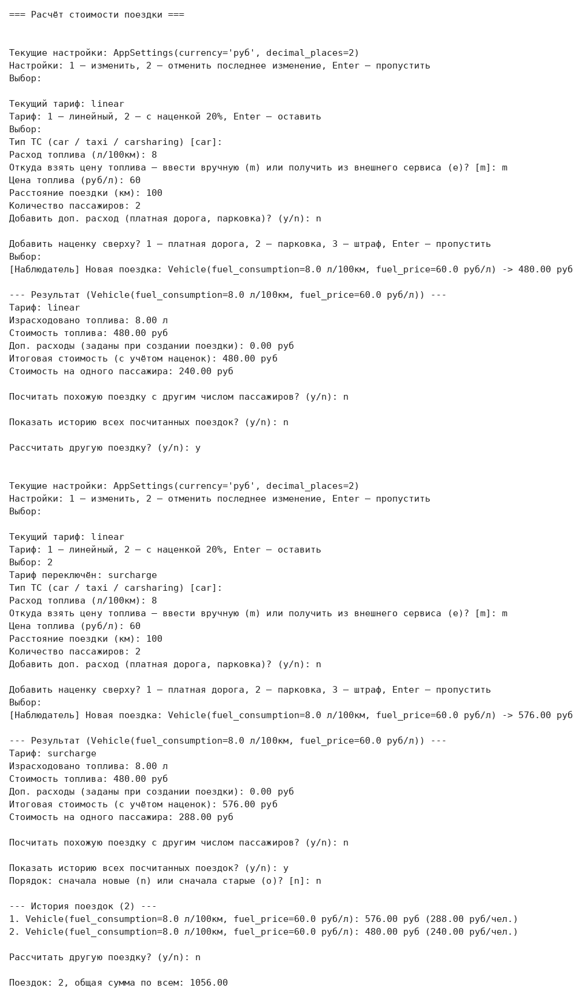 === Расчёт стоимости поездки ===
Текущие настройки: AppSettings(currency='руб', decimal_places=2)
Настройки: 1 — изменить, 2 — отменить последнее изменение, Enter — пропустить
Выбор:
Текущий тариф: linear
Тариф: 1 — линейный, 2 — с наценкой 20%, Enter — оставить
Выбор:
Тип ТС (car / taxi / carsharing) [car]:
Расход топлива (л/100км): 8
Откуда взять цену топлива — ввести вручную (m) или получить из внешнего сервиса (e)? [m]: m
Цена топлива (руб/л): 60
Расстояние поездки (км): 100
Количество пассажиров: 2
Добавить доп. расход (платная дорога, парковка)? (y/n): n
Добавить наценку сверху? 1 — платная дорога, 2 — парковка, 3 — штраф, Enter — пропустить
Выбор:
[Наблюдатель] Новая поездка: Vehicle(fuel_consumption=8.0 л/100км, fuel_price=60.0 руб/л) -> 480.00 руб
--- Результат (Vehicle(fuel_consumption=8.0 л/100км, fuel_price=60.0 руб/л)) ---
Тариф: linear
Израсходовано топлива: 8.00 л
Стоимость топлива: 480.00 руб
Доп. расходы (заданы при создании поездки): 0.00 руб
Итоговая стоимость (с учётом наценок): 480.00 руб
Стоимость на одного пассажира: 240.00 руб
Посчитать похожую поездку с другим числом пассажиров? (y/n): n
Показать историю всех посчитанных поездок? (y/n): n
Рассчитать другую поездку? (y/n): y
Текущие настройки: AppSettings(currency='руб', decimal_places=2)
Настройки: 1 — изменить, 2 — отменить последнее изменение, Enter — пропустить
Выбор:
Текущий тариф: linear
Тариф: 1 — линейный, 2 — с наценкой 20%, Enter — оставить
Выбор: 2
Тариф переключён: surcharge
Тип ТС (car / taxi / carsharing) [car]:
Расход топлива (л/100км): 8
Откуда взять цену топлива — ввести вручную (m) или получить из внешнего сервиса (e)? [m]: m
Цена топлива (руб/л): 60
Расстояние поездки (км): 100
Количество пассажиров: 2
Добавить доп. расход (платная дорога, парковка)? (y/n): n
Добавить наценку сверху? 1 — платная дорога, 2 — парковка, 3 — штраф, Enter — пропустить
Выбор:
[Наблюдатель] Новая поездка: Vehicle(fuel_consumption=8.0 л/100км, fuel_price=60.0 руб/л) -> 576.00 руб
--- Результат (Vehicle(fuel_consumption=8.0 л/100км, fuel_price=60.0 руб/л)) ---
Тариф: surcharge
Израсходовано топлива: 8.00 л
Стоимость топлива: 480.00 руб
Доп. расходы (заданы при создании поездки): 0.00 руб
Итоговая стоимость (с учётом наценок): 576.00 руб
Стоимость на одного пассажира: 288.00 руб
Посчитать похожую поездку с другим числом пассажиров? (y/n): n
Показать историю всех посчитанных поездок? (y/n): y
Порядок: сначала новые (n) или сначала старые (o)? [n]: n
--- История поездок (2) ---
1. Vehicle(fuel_consumption=8.0 л/100км, fuel_price=60.0 руб/л): 576.00 руб (288.00 руб/чел.)
2. Vehicle(fuel_consumption=8.0 л/100км, fuel_price=60.0 руб/л): 480.00 руб (240.00 руб/чел.)
Рассчитать другую поездку? (y/n): n
Поездок: 2, общая сумма по всем: 1056.00